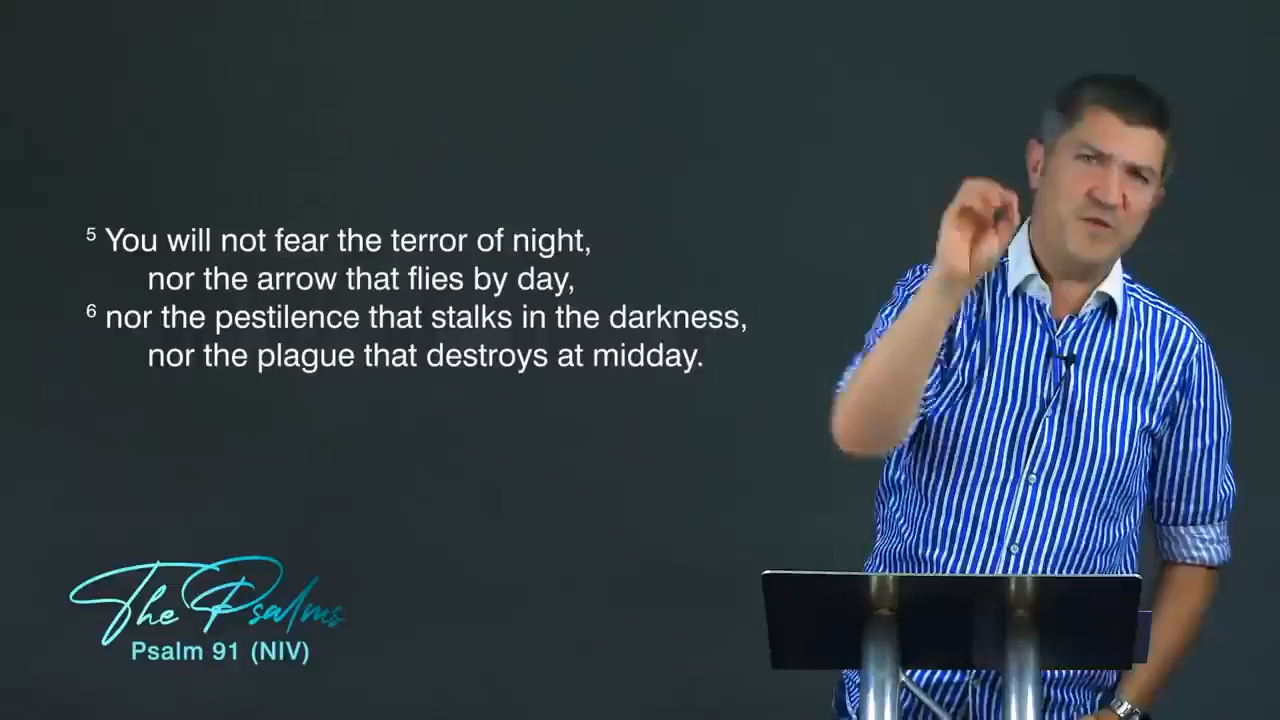 5 You will not fear the terror of night,
nor the arrow that flies by day,
6 nor the pestilence that stalks in the darkness,
nor the plague that destroys at midday.
The Psalms
Psalm 91 (NIV)